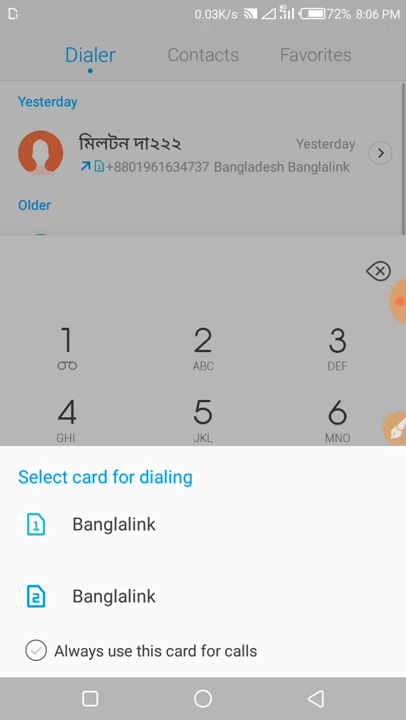 0.03K/s 4G 72% 8:06 PM
Dialer Contacts Favorites
Yesterday
মিলটন দা২২২ Yesterday
1 +8801961634737 Bangladesh Banglalink
Older
1 2 3
ABC DEF
4 5 6
GHI JKL MNO
Select card for dialing
1 Banglalink
2 Banglalink
Always use this card for calls